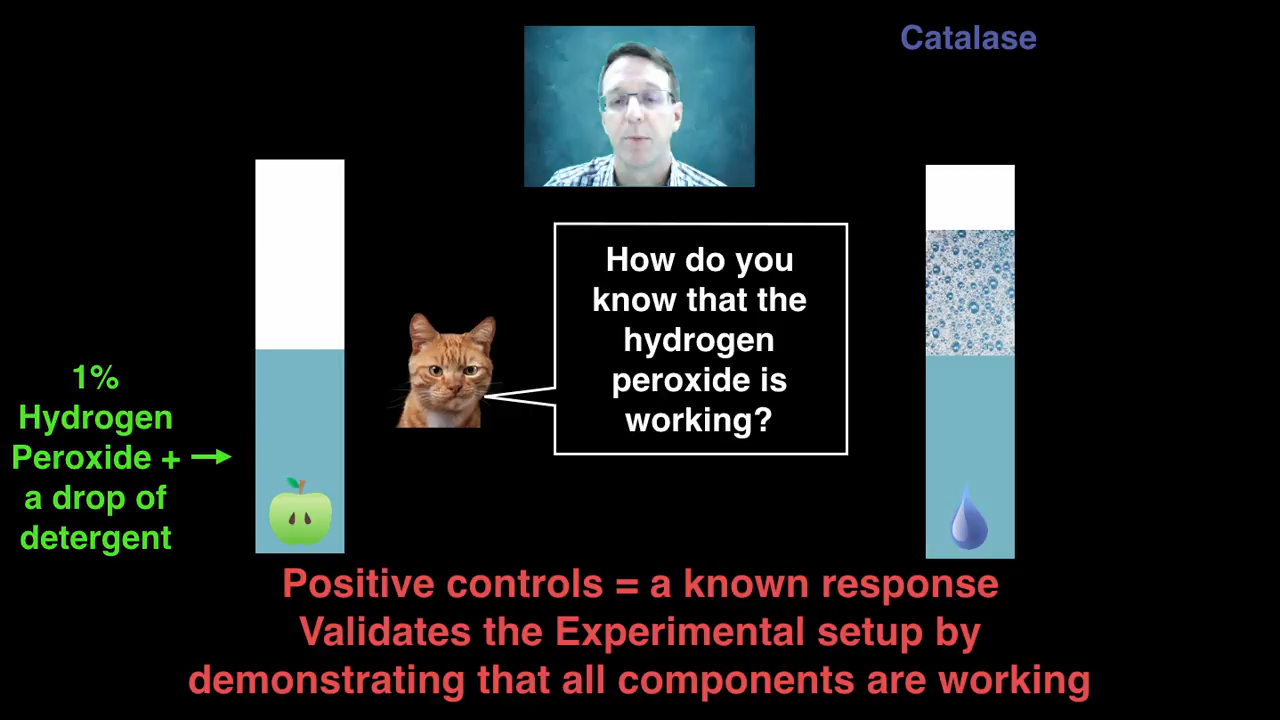 Catalase
How do you
know that the
hydrogen
peroxide is
working?
1%
Hydrogen
Peroxide +
a drop of
detergent
Positive controls = a known response
Validates the Experimental setup by
demonstrating that all components are working